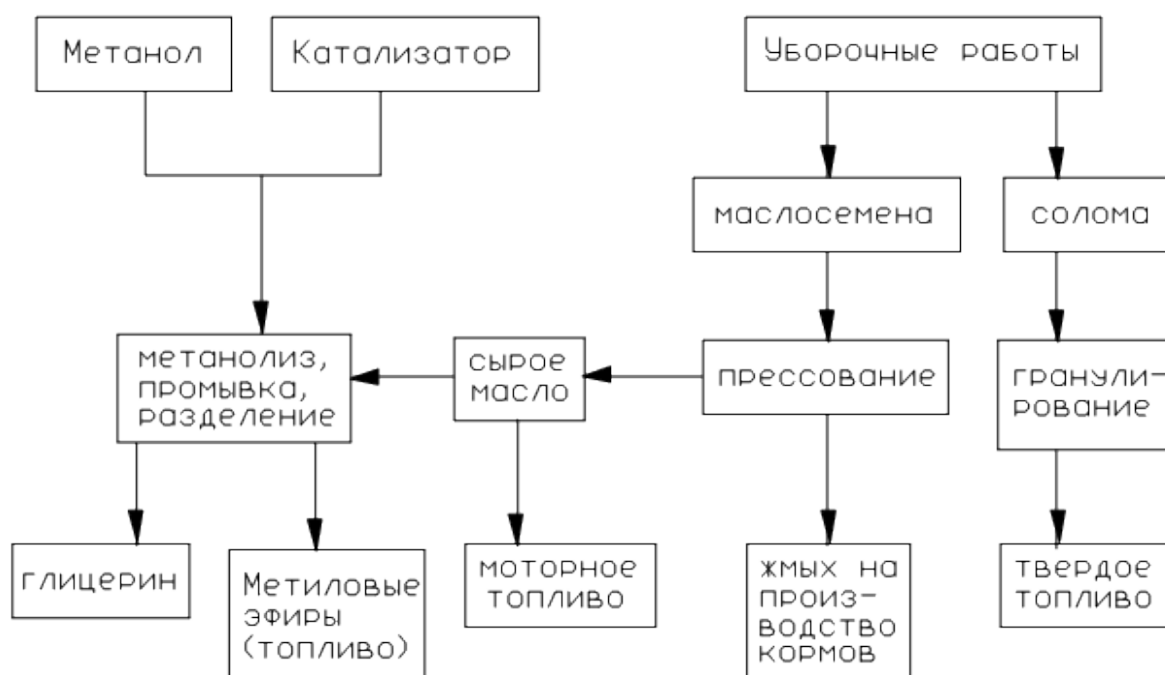 Метанол
Катализатор
Уборочные работы
маслосемена
солома
метанолиз,
промывка,
разделение
сырое
масло
прессование
гранули-
рование
глицерин
Метиловые
эфиры
(топливо)
моторное
топливо
жмых на
произ-
водство
кормов
твердое
топливо